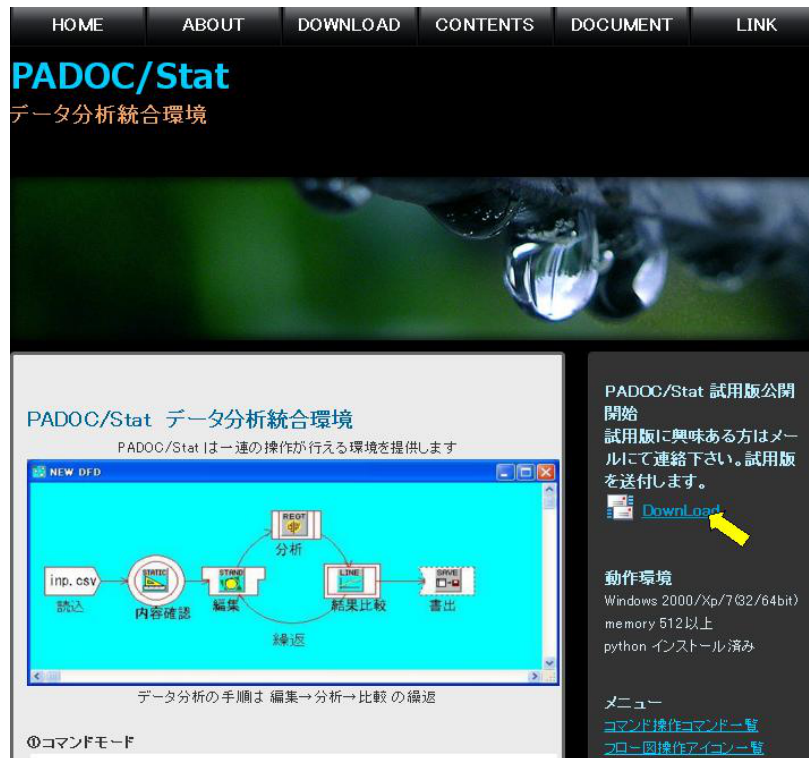 HOME ABOUT DOWNLOAD CONTENTS DOCUMENT LINK
PADOC/Stat
データ分析統合環境
PADOC/Stat データ分析統合環境
PADOC/Stat は一連の操作が行える環境を提供します
NEW DFD
REGT
分析
inp.csv
読込
STATIC
内容確認
STAND
編集
LINE
結果比較
SAVE
書出
繰返
データ分析の手順は 編集→分析→比較 の繰返
①コマンドモード
PADOC/Stat 試用版公開
開始
試用版に興味ある方はメー
ルにて連絡下さい。試用版
を送付します。
DownLoad
動作環境
Windows 2000/Xp/7(32/64bit)
memory 512以上
python インストール済み
メニュー
コマンド操作コマンド一覧
フロー図操作アイコン一覧